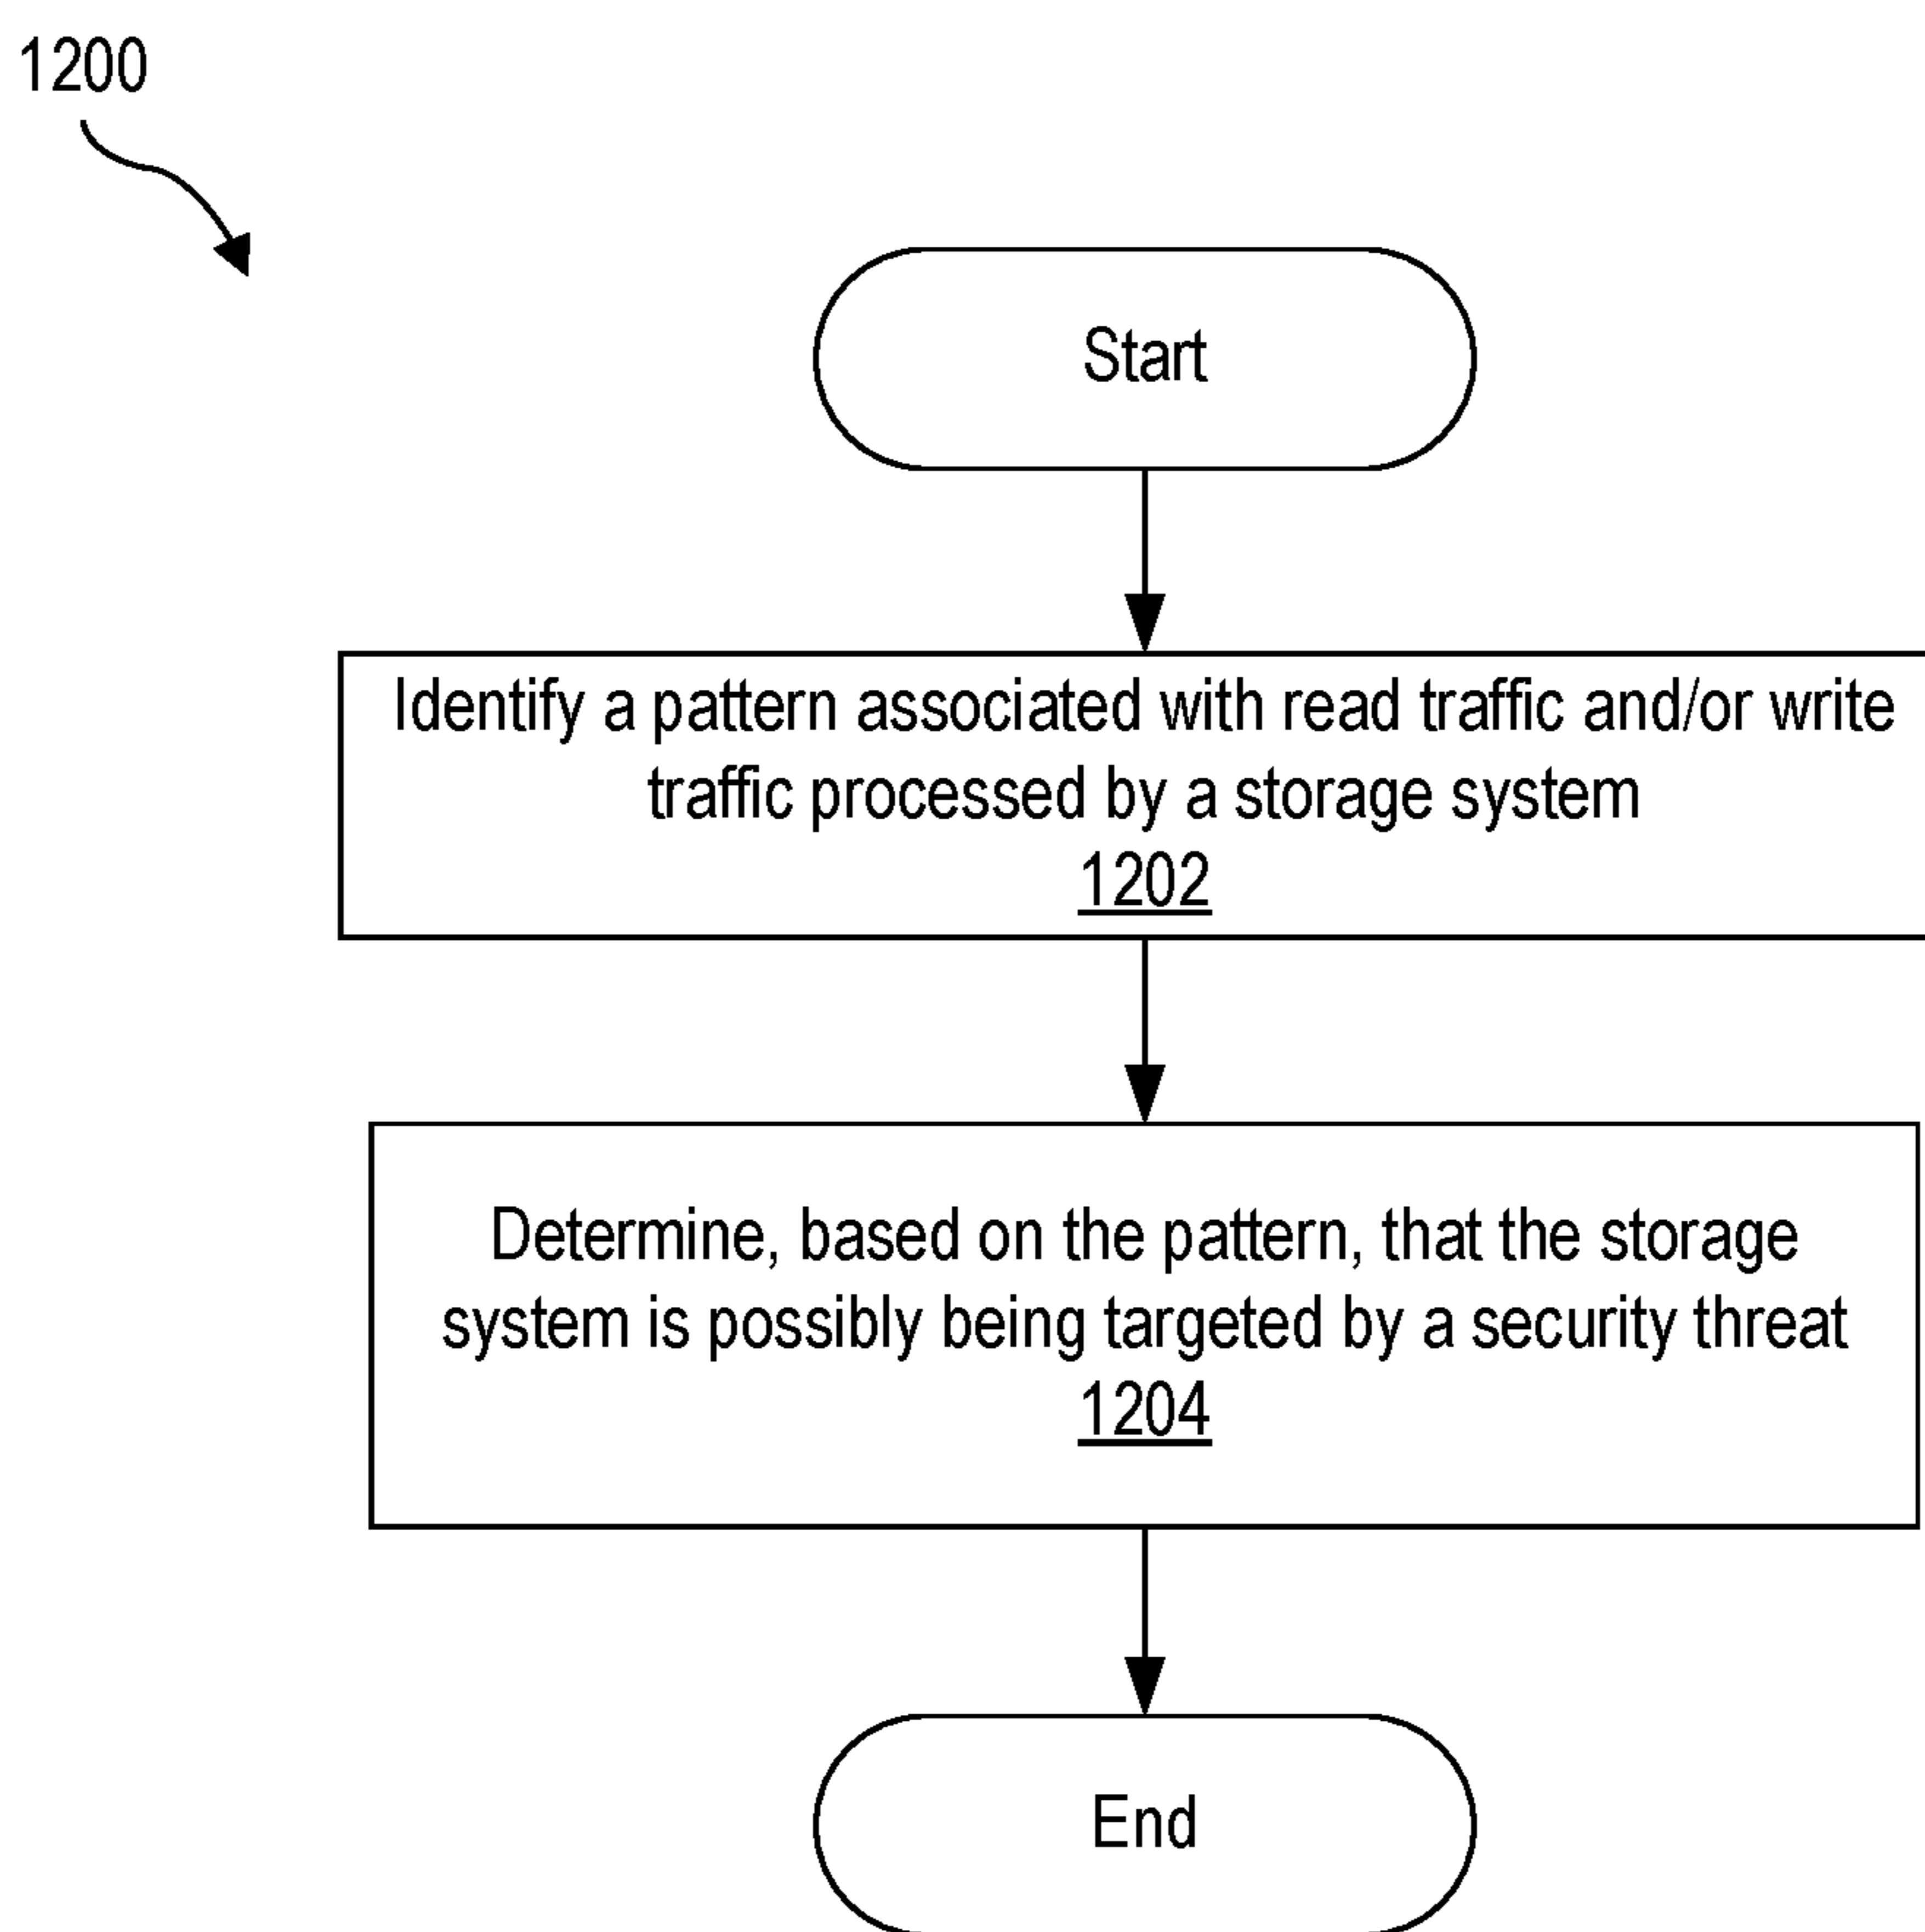 1200
Start
Identify a pattern associated with read traffic and/or write
traffic processed by a storage system
1202
Determine, based on the pattern, that the storage
system is possibly being targeted by a security threat
1204
End